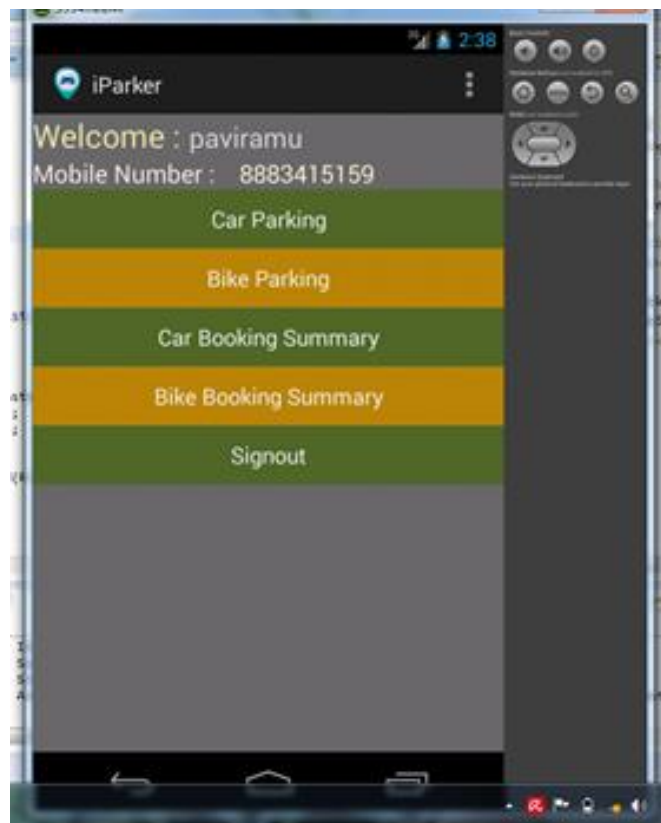 2:38
iParker
Welcome : paviramu
Mobile Number : 8883415159
Car Parking
Bike Parking
Car Booking Summary
Bike Booking Summary
Signout